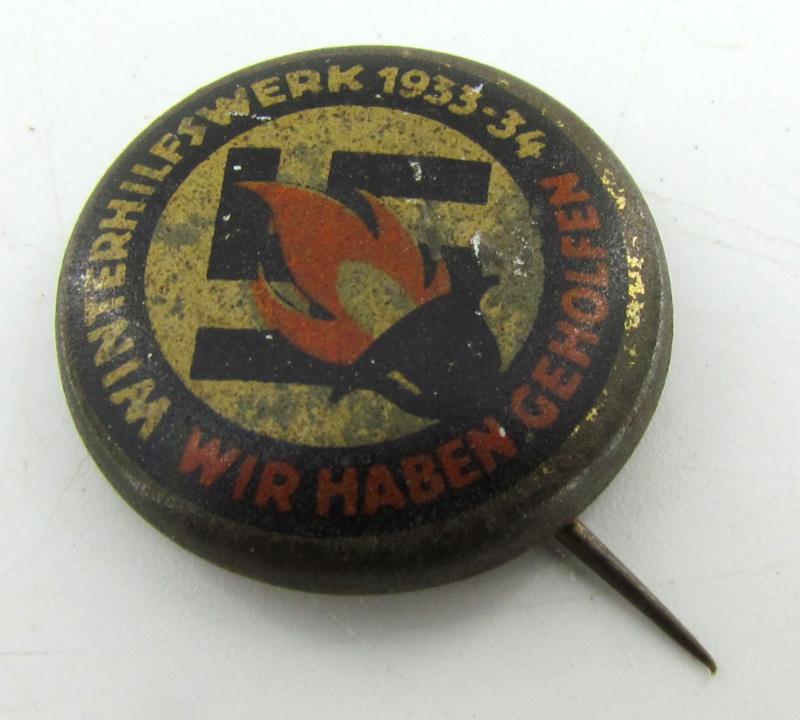 WINTERHILFSWERK 1933-34
WIR HABEN GEHOLFEN